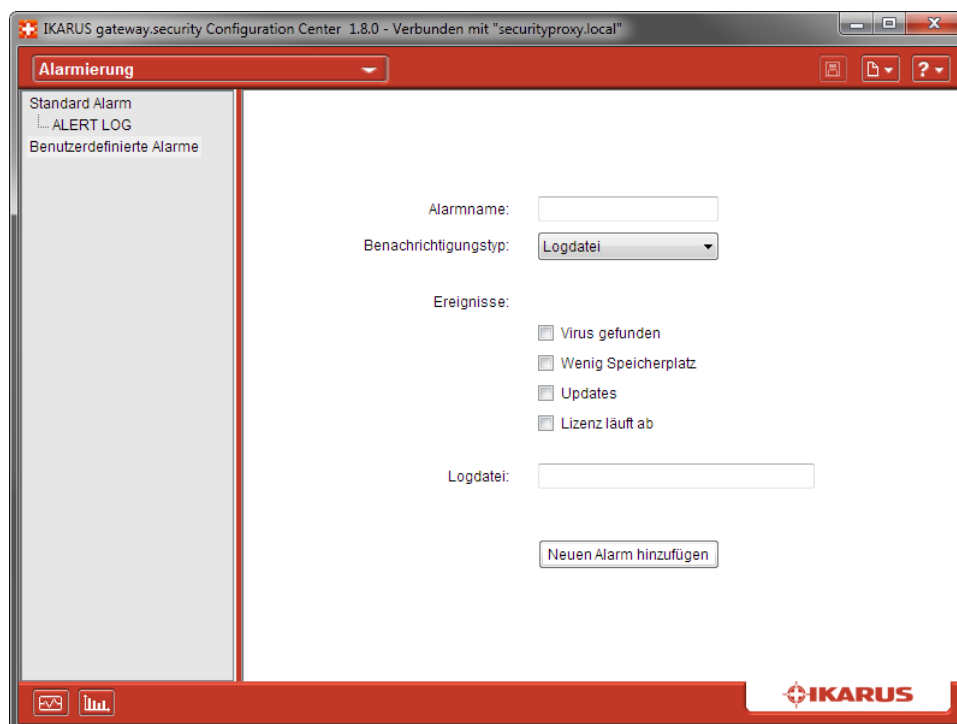 IKARUS gateway.security Configuration Center 1.8.0 - Verbunden mit "securityproxy.local"
Alarmierung
?
Standard Alarm
ALERT LOG
Benutzerdefinierte Alarme
Alarmname:
Benachrichtigungstyp: Logdatei
Ereignisse:
Virus gefunden
Wenig Speicherplatz
Updates
Lizenz läuft ab
Logdatei:
Neuen Alarm hinzufügen
IKARUS